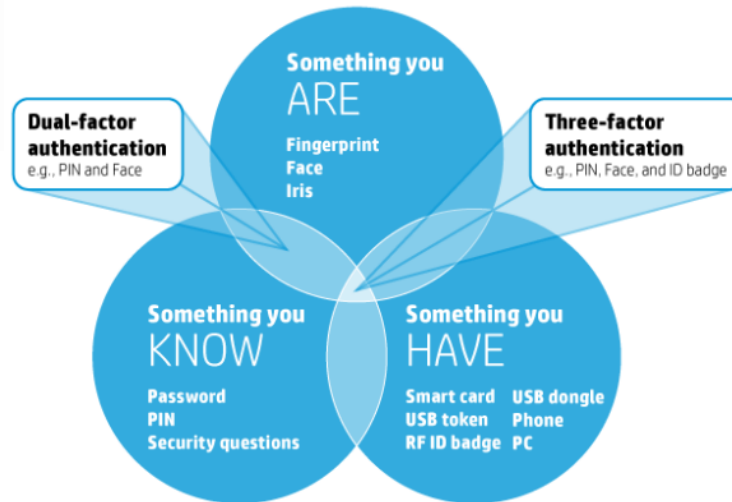 Something you
ARE
Fingerprint
Face
Iris
Dual-factor
authentication
e.g., PIN and Face
Three-factor
authentication
e.g., PIN, Face, and ID badge
Something you
KNOW
Password
PIN
Security questions
Something you
HAVE
Smart card USB dongle
USB token Phone
RF ID badge PC